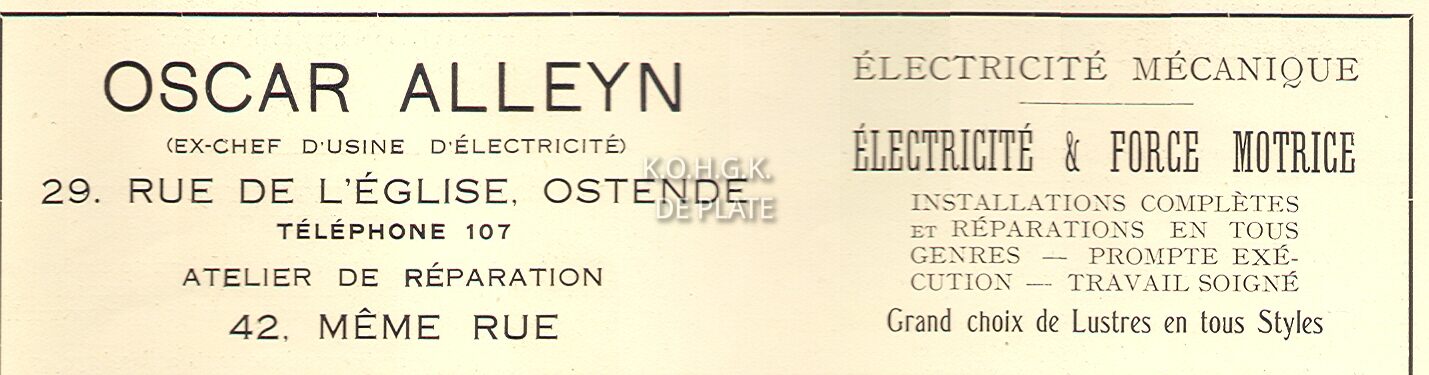 OSCAR ALLEYN
(EX-CHEF D'USINE D'ÉLECTRICITÉ)
29. RUE DE L'ÉGLISE, OSTENDE
TÉLÉPHONE 107
ATELIER DE RÉPARATION
42, MÊME RUE
ÉLECTRICITÉ MÉCANIQUE
ÉLECTRICITÉ & FORCE MOTRICE
INSTALLATIONS COMPLÈTES
ET RÉPARATIONS EN TOUS
GENRES — PROMPTE EXÉ-
CUTION — TRAVAIL SOIGNÉ
Grand choix de Lustres en tous Styles
K.O.H.G.K.
DE PLATE